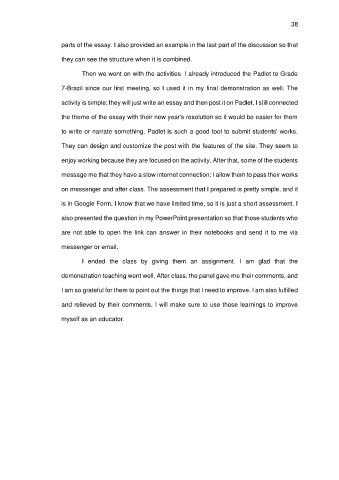 38
parts of the essay. I also provided an example in the last part of the discussion so that
they can see the structure when it is combined.
Then we went on with the activities. I already introduced the Padlet to Grade
7-Brazil since our first meeting, so I used it in my final demonstration as well. The
activity is simple; they will just write an essay and then post it on Padlet. I still connected
the theme of the essay with their new year's resolution so it would be easier for them
to write or narrate something. Padlet is such a good tool to submit students' works.
They can design and customize the post with the features of the site. They seem to
enjoy working because they are focused on the activity. After that, some of the students
message me that they have a slow internet connection; I allow them to pass their works
on messenger and after class. The assessment that I prepared is pretty simple, and it
is in Google Form. I know that we have limited time, so it is just a short assessment. I
also presented the question in my PowerPoint presentation so that those students who
are not able to open the link can answer in their notebooks and send it to me via
messenger or email.
I ended the class by giving them an assignment. I am glad that the
demonstration teaching went well. After class, the panel gave me their comments, and
I am so grateful for them to point out the things that I need to improve. I am also fulfilled
and relieved by their comments. I will make sure to use those learnings to improve
myself as an educator.